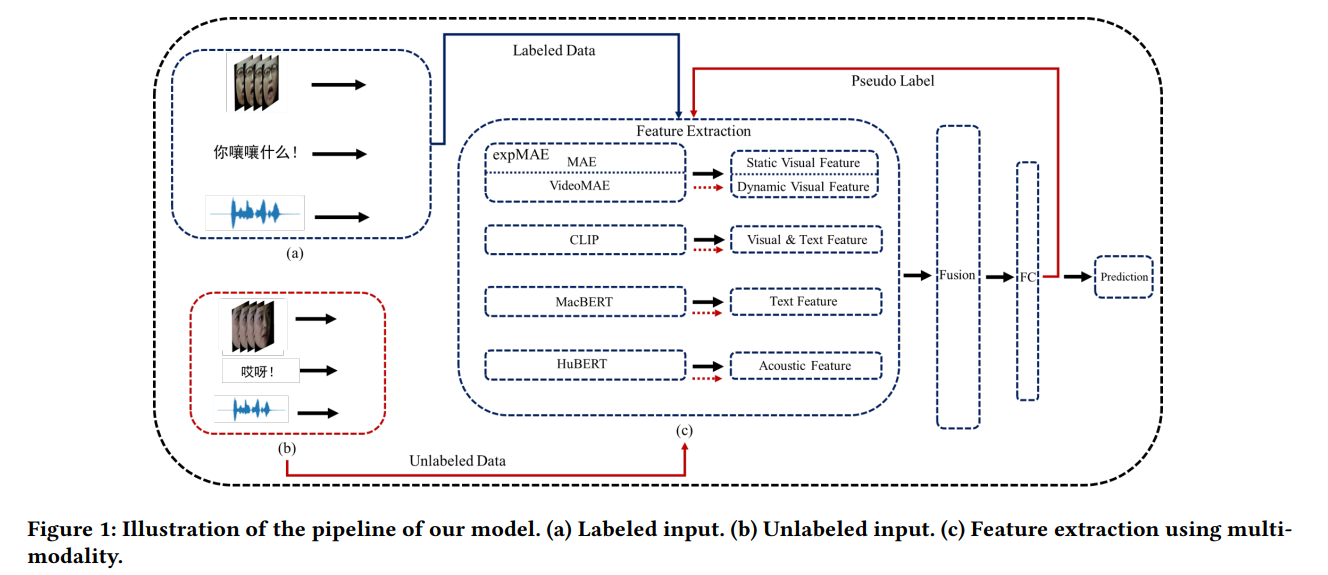 Labeled Data
Pseudo Label
你嚷嚷什么！
(a)
哎呀！
(b)
Unlabeled Data
Feature Extraction
expMAE
MAE
VideoMAE
Static Visual Feature
Dynamic Visual Feature
CLIP
Visual & Text Feature
MacBERT
Text Feature
HuBERT
Acoustic Feature
(c)
Fusion
FC
Prediction
Figure 1: Illustration of the pipeline of our model. (a) Labeled input. (b) Unlabeled input. (c) Feature extraction using multi-
modality.